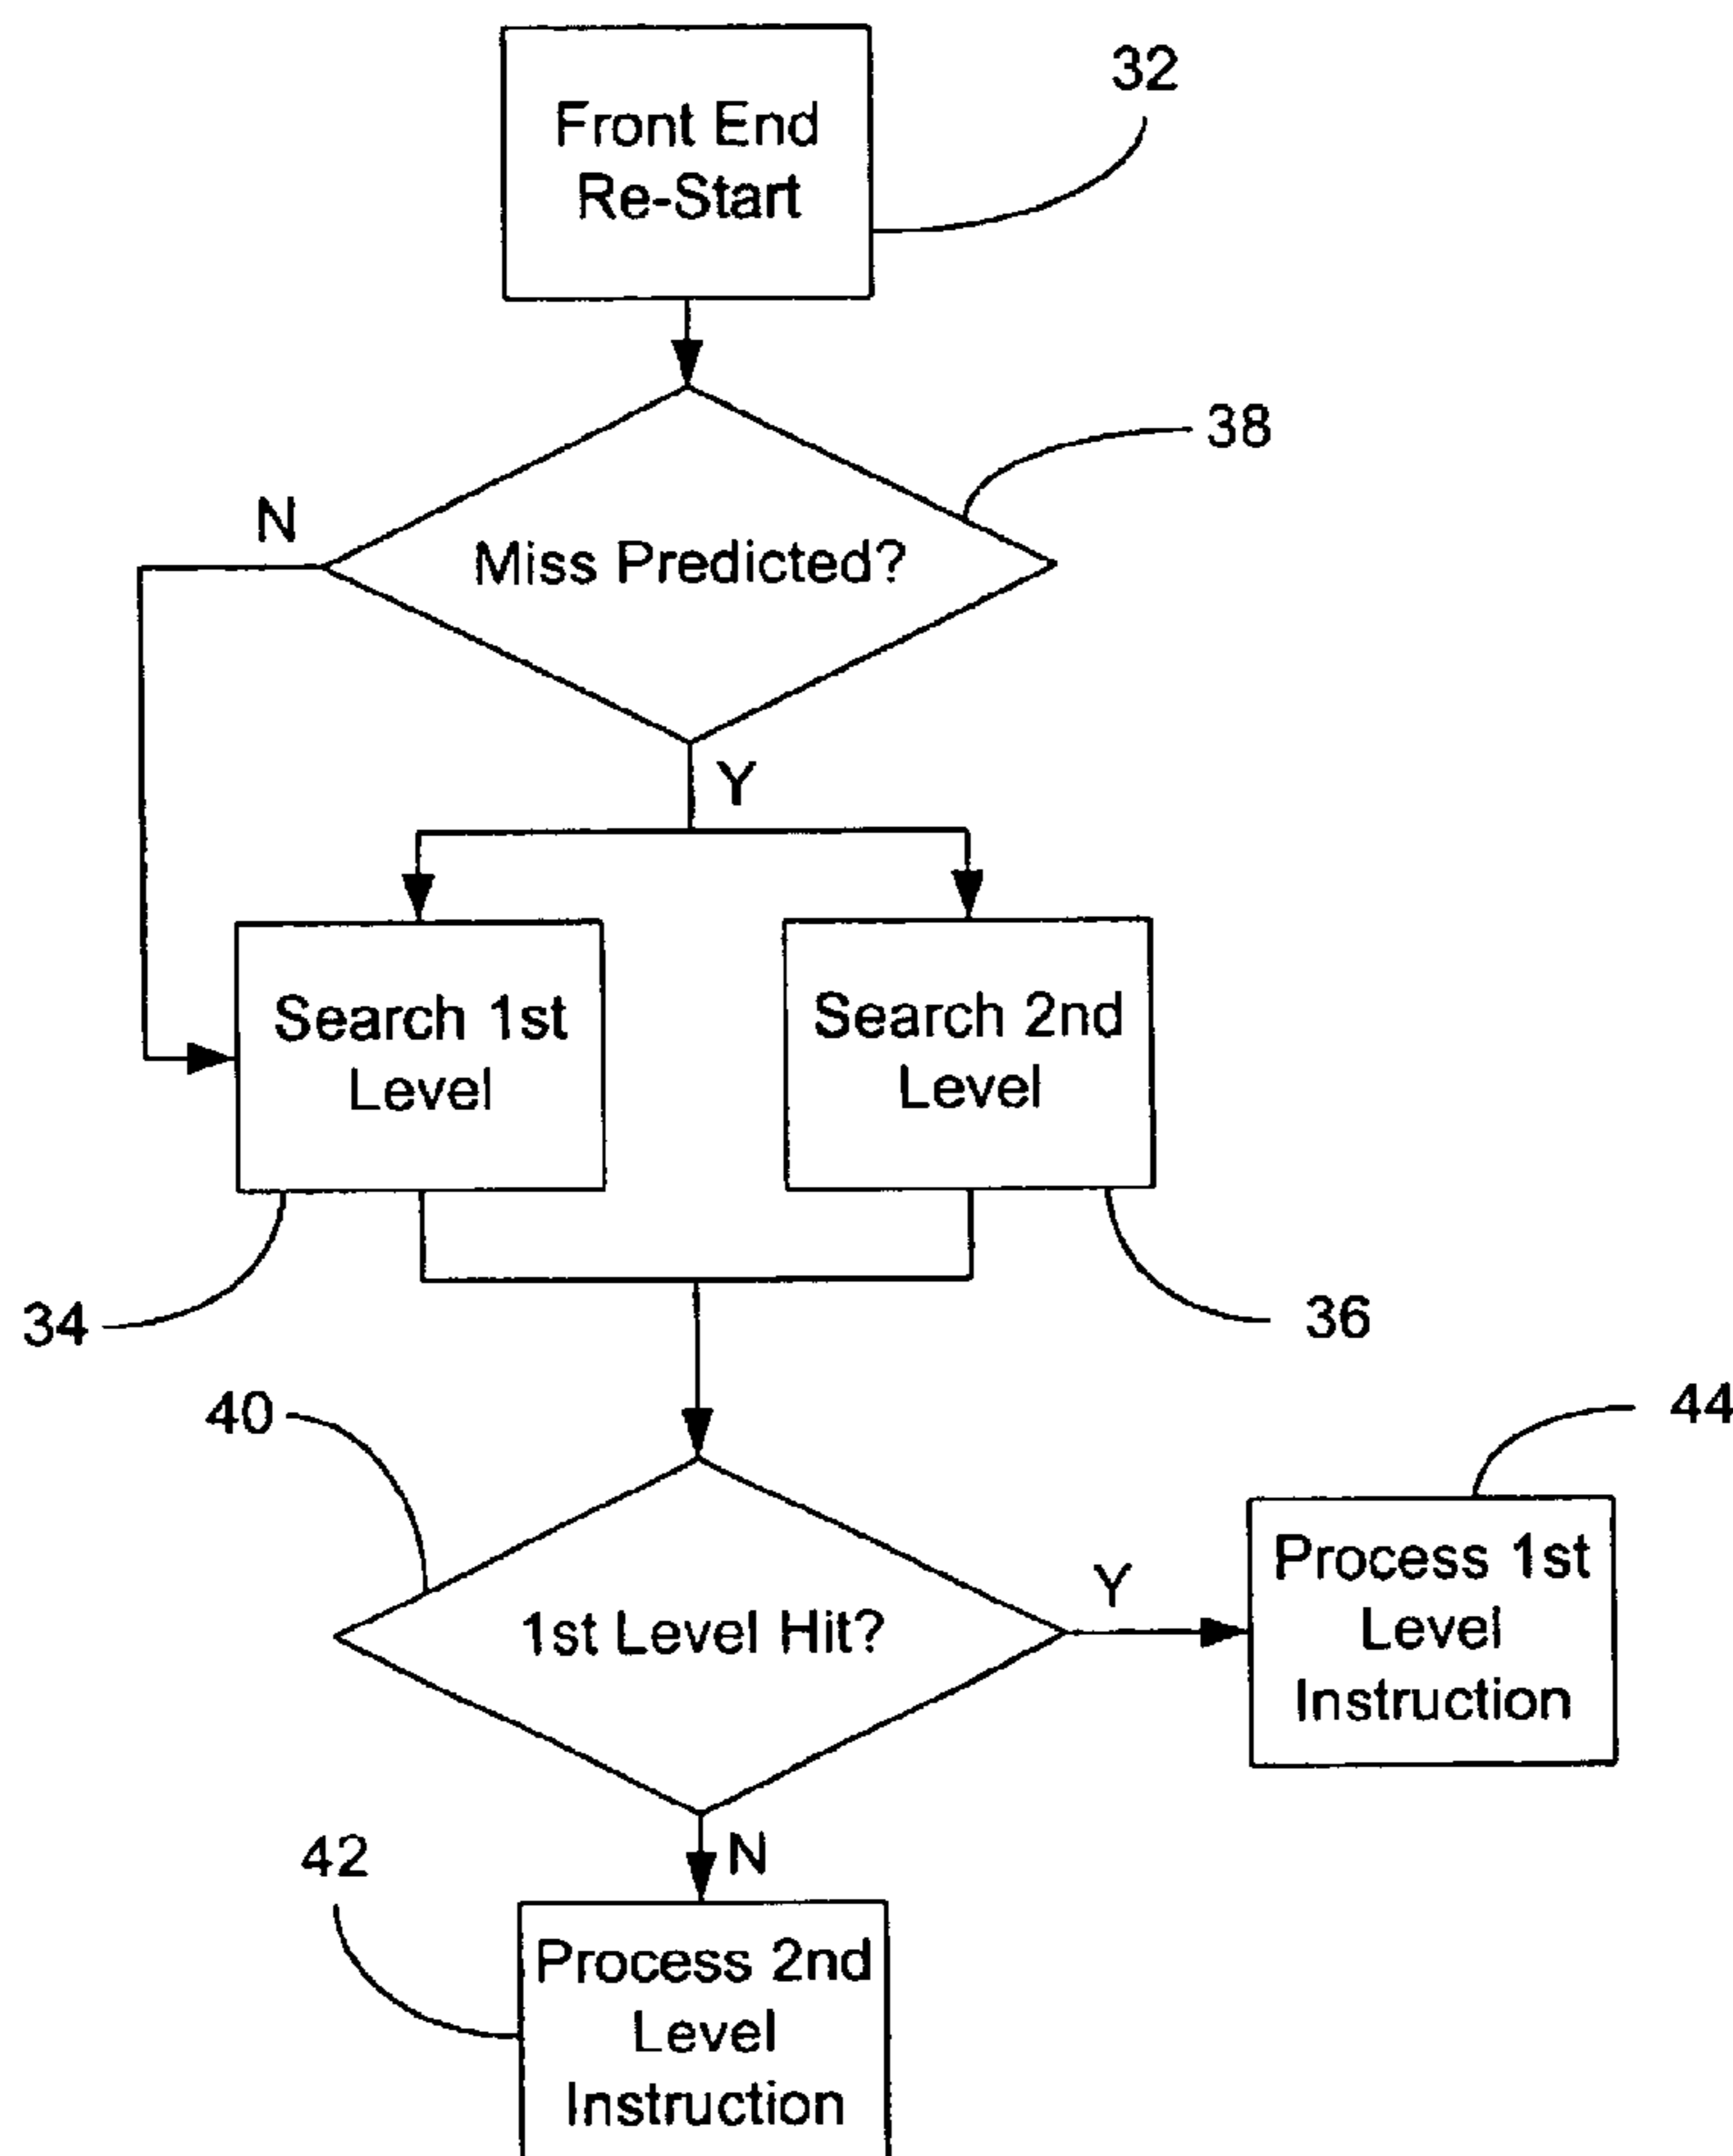 Front End
Re-Start
32
38
N
Miss Predicted?
Y
Search 1st
Level
Search 2nd
Level
34
36
40
44
1st Level Hit?
Y
Process 1st
Level
Instruction
N
42
Process 2nd
Level
Instruction